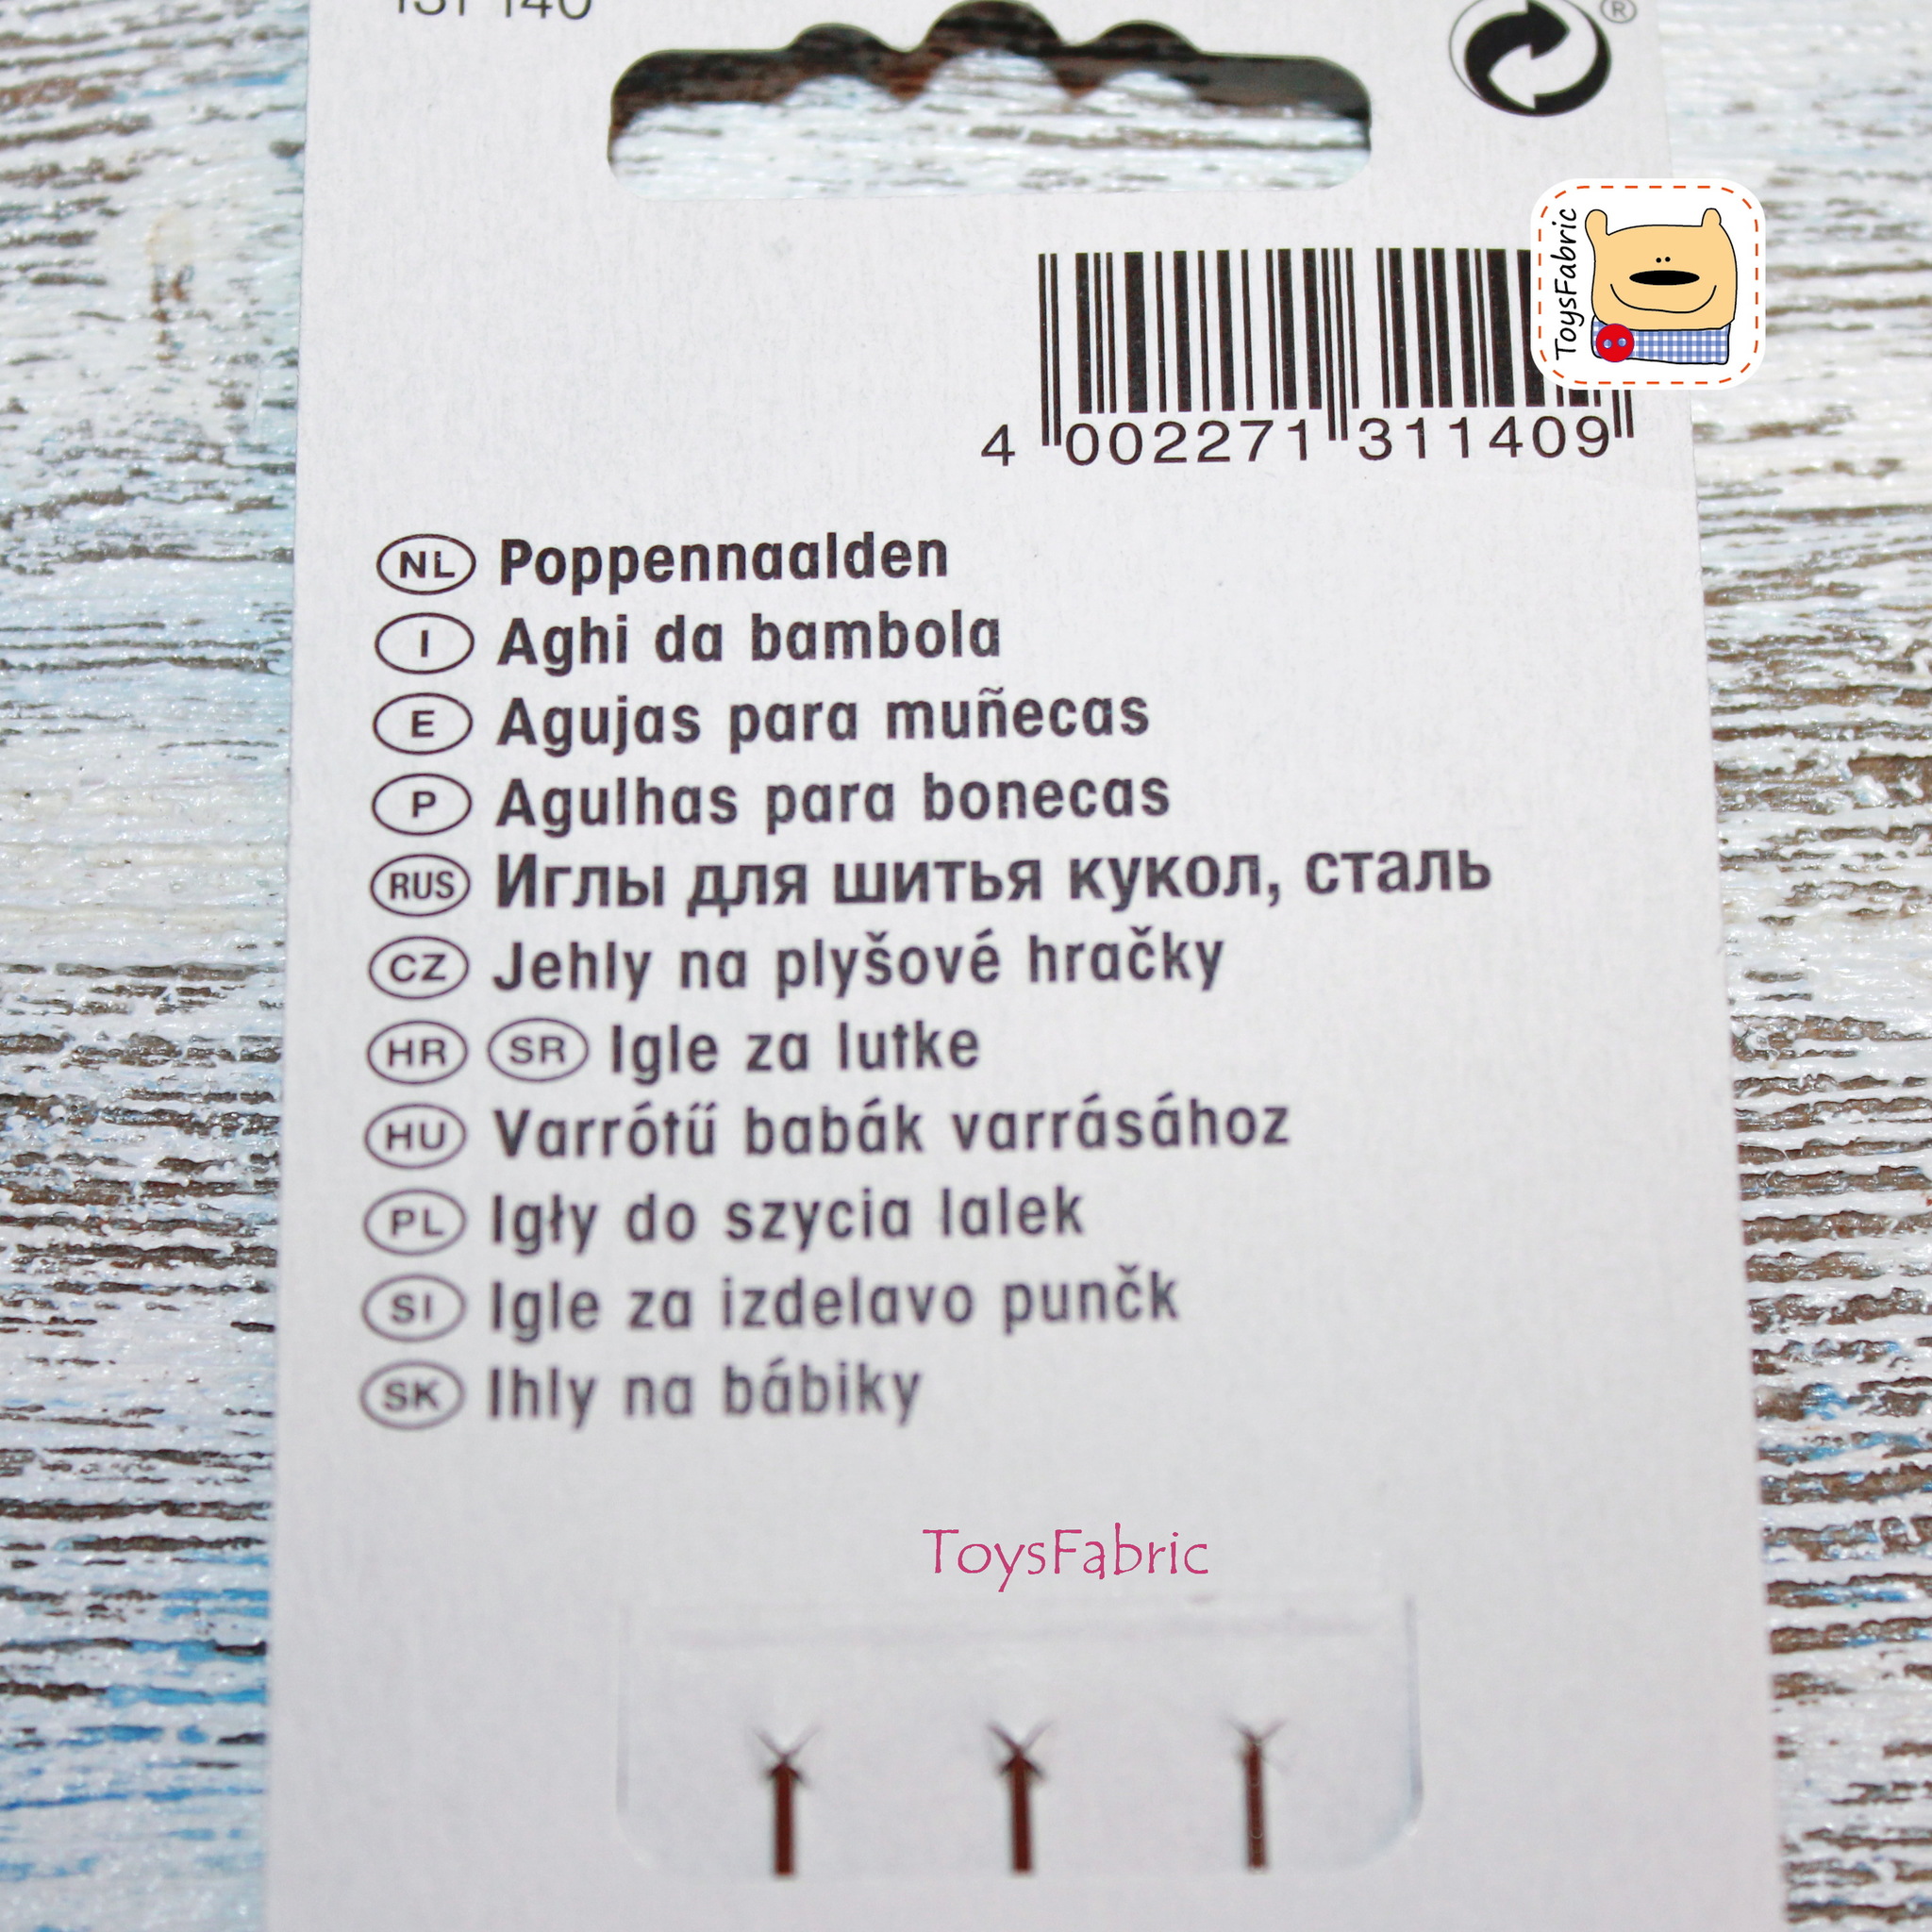 131 140
®
ToysFabric
4 002271 311409
NL Poppennaalden
I Aghi da bambola
E Agujas para muñecas
P Agulhas para bonecas
RUS Иглы для шитья кукол, сталь
CZ Jehly na plyšové hračky
HR SR Igle za lutke
HU Varrótű babák varrásához
PL Igły do szycia lalek
SI Igle za izdelavo punčk
SK Ihly na bábiky
ToysFabric